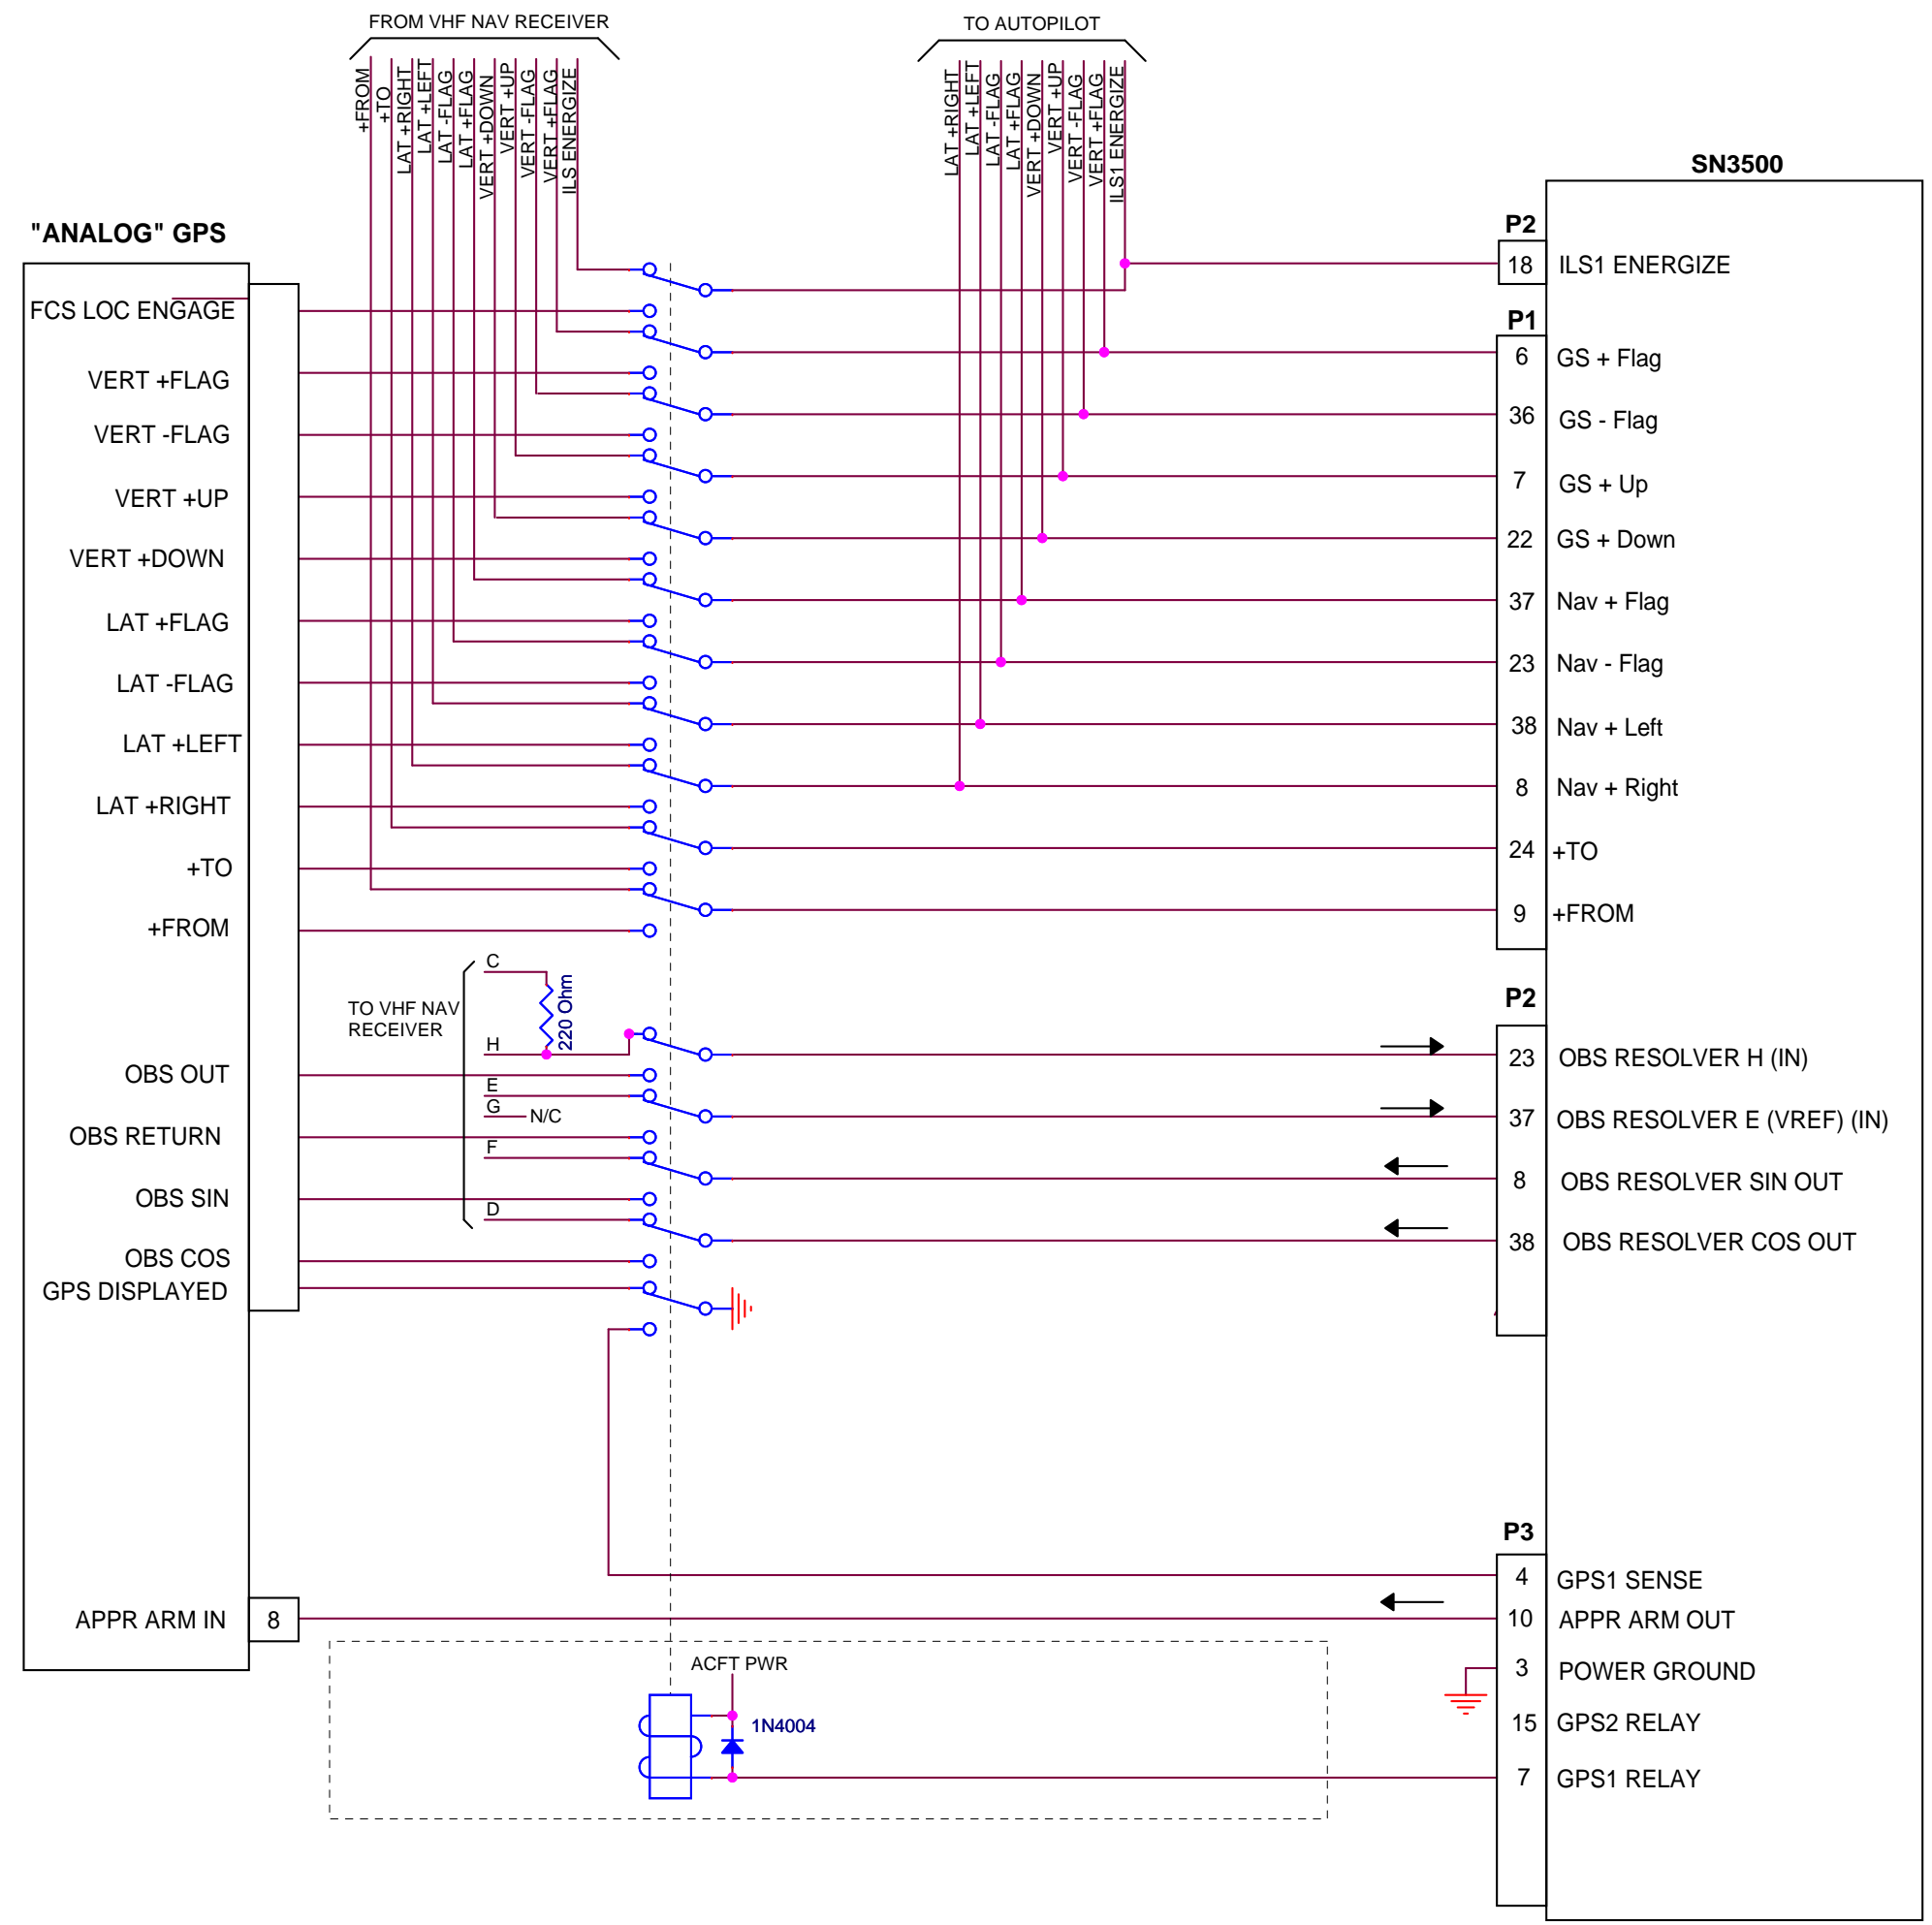 FROM VHF NAV RECEIVER
TO AUTOPILOT
+FROM
+TO
LAT +RIGHT
LAT +LEFT
LAT -FLAG
LAT +FLAG
VERT +DOWN
VERT +UP
VERT -FLAG
VERT +FLAG
ILS ENERGIZE
LAT +RIGHT
LAT +LEFT
LAT -FLAG
LAT +FLAG
VERT +DOWN
VERT +UP
VERT -FLAG
VERT +FLAG
ILS1 ENERGIZE
"ANALOG" GPS
FCS LOC ENGAGE
VERT +FLAG
VERT -FLAG
VERT +UP
VERT +DOWN
LAT +FLAG
LAT -FLAG
LAT +LEFT
LAT +RIGHT
+TO
+FROM
OBS OUT
OBS RETURN
OBS SIN
OBS COS
GPS DISPLAYED
APPR ARM IN 8
TO VHF NAV
RECEIVER
C
220 Ohm
H
E
G N/C
F
D
ACFT PWR
1N4004
SN3500
P2
18 ILS1 ENERGIZE
P1
6 GS + Flag
36 GS - Flag
7 GS + Up
22 GS + Down
37 Nav + Flag
23 Nav - Flag
38 Nav + Left
8 Nav + Right
24 +TO
9 +FROM
P2
23 OBS RESOLVER H (IN)
37 OBS RESOLVER E (VREF) (IN)
8 OBS RESOLVER SIN OUT
38 OBS RESOLVER COS OUT
P3
4 GPS1 SENSE
10 APPR ARM OUT
3 POWER GROUND
15 GPS2 RELAY
7 GPS1 RELAY